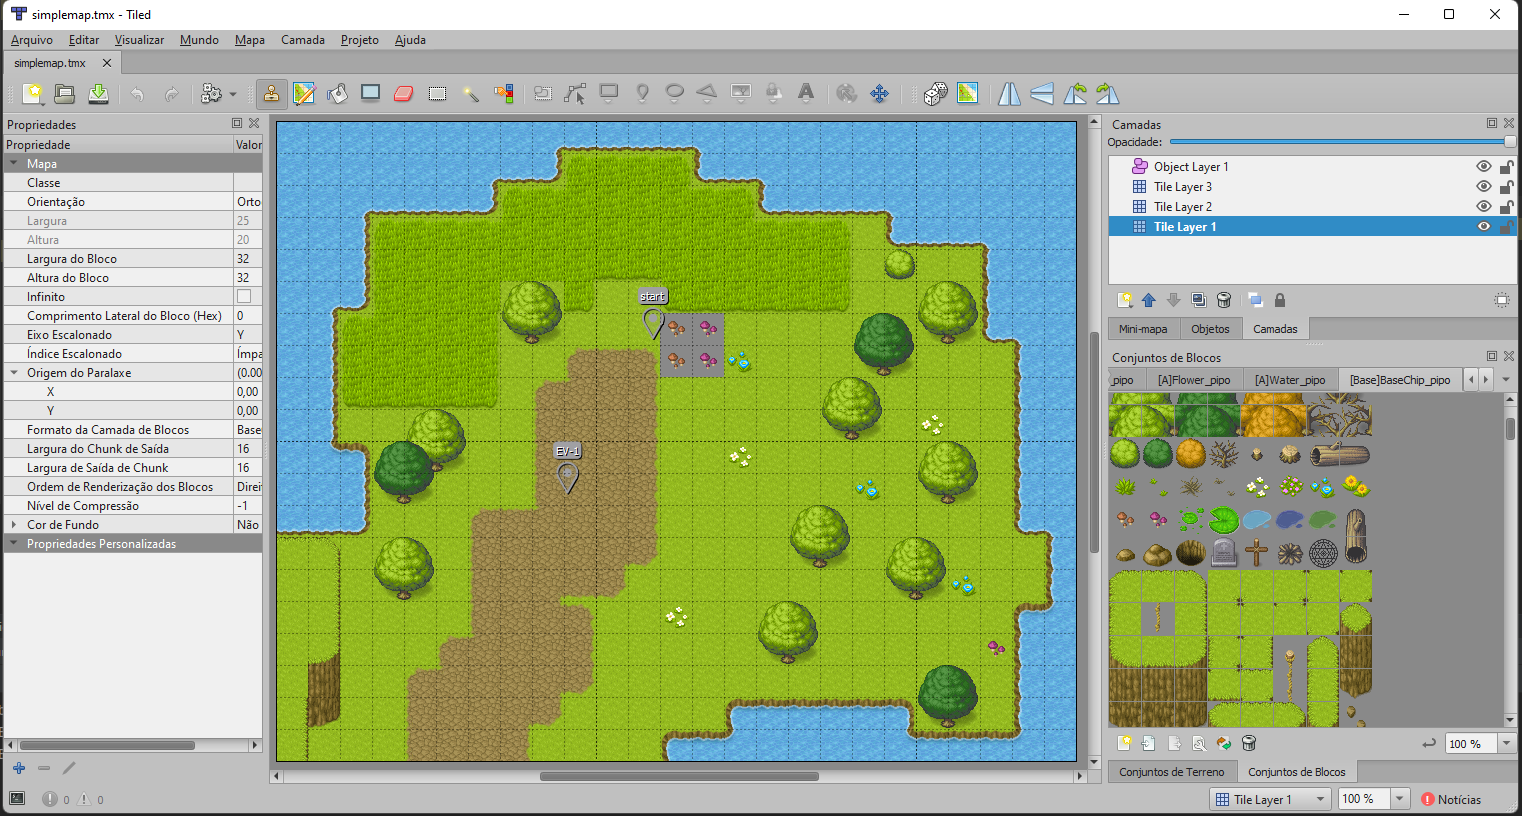 simplemap.tmx - Tiled
Arquivo Editar Visualizar Mundo Mapa Camada Projeto Ajuda
simplemap.tmx
Propriedades
Propriedade Valor
Mapa
Classe
Orientação Orto
Largura 25
Altura 20
Largura do Bloco 32
Altura do Bloco 32
Infinito
Comprimento Lateral do Bloco (Hex) 0
Eixo Escalonado Y
Índice Escalonado Ímpa
Origem do Paralaxe (0.00
X 0,00
Y 0,00
Formato da Camada de Blocos Base
Largura do Chunk de Saída 16
Largura de Saída de Chunk 16
Ordem de Renderização dos Blocos Direi
Nível de Compressão -1
Cor de Fundo Não
Propriedades Personalizadas
0 0
start
EV-1
Camadas
Opacidade:
Object Layer 1
Tile Layer 3
Tile Layer 2
Tile Layer 1
Mini-mapa Objetos Camadas
Conjuntos de Blocos
_pipo [A]Flower_pipo [A]Water_pipo [Base]BaseChip_pipo
100 %
Conjuntos de Terreno Conjuntos de Blocos
Tile Layer 1 100 % Notícias